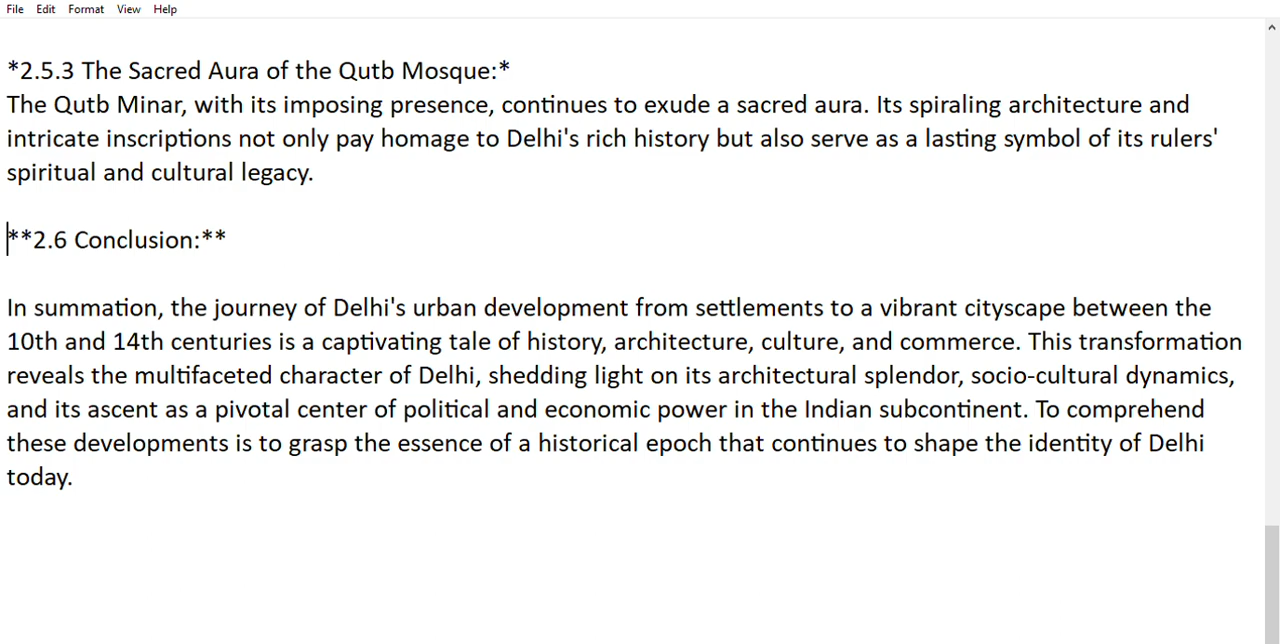 File Edit Format View Help
*2.5.3 The Sacred Aura of the Qutb Mosque:*
The Qutb Minar, with its imposing presence, continues to exude a sacred aura. Its spiraling architecture and
intricate inscriptions not only pay homage to Delhi's rich history but also serve as a lasting symbol of its rulers'
spiritual and cultural legacy.
**2.6 Conclusion:**
In summation, the journey of Delhi's urban development from settlements to a vibrant cityscape between the
10th and 14th centuries is a captivating tale of history, architecture, culture, and commerce. This transformation
reveals the multifaceted character of Delhi, shedding light on its architectural splendor, socio-cultural dynamics,
and its ascent as a pivotal center of political and economic power in the Indian subcontinent. To comprehend
these developments is to grasp the essence of a historical epoch that continues to shape the identity of Delhi
today.